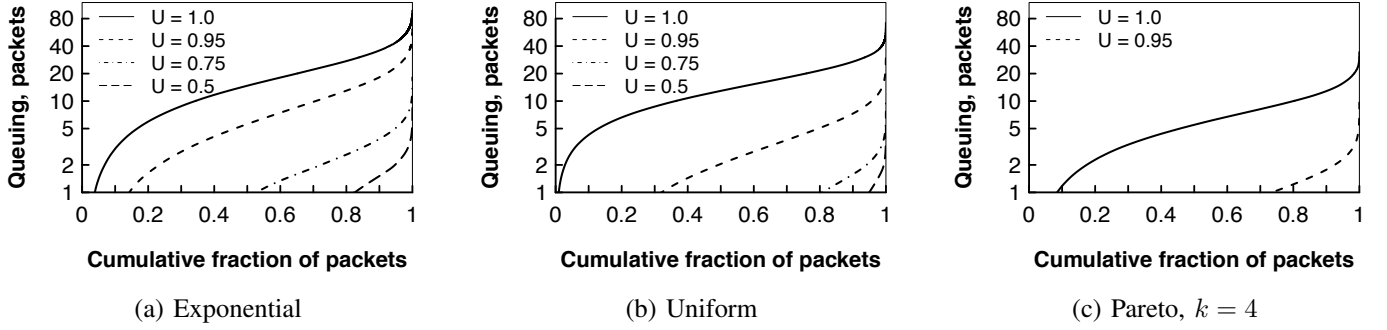 Queuing, packets
80
40
20
10
5
2
1
U = 1.0
U = 0.95
U = 0.75
U = 0.5
0 0.2 0.4 0.6 0.8 1
Cumulative fraction of packets
(a) Exponential
Queuing, packets
80
40
20
10
5
2
1
U = 1.0
U = 0.95
U = 0.75
U = 0.5
0 0.2 0.4 0.6 0.8 1
Cumulative fraction of packets
(b) Uniform
Queuing, packets
80
40
20
10
5
2
1
U = 1.0
U = 0.95
0 0.2 0.4 0.6 0.8 1
Cumulative fraction of packets
(c) Pareto, k = 4